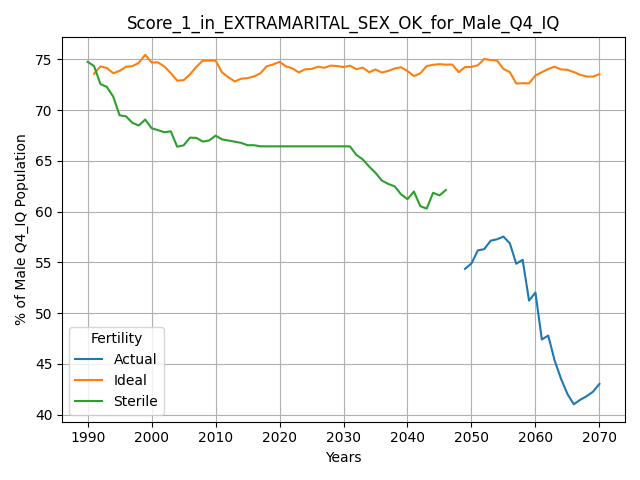 Score_1_in_EXTRAMARITAL_SEX_OK_for_Male_Q4_IQ
% of Male Q4_IQ Population
75
70
65
60
55
50
45
40
Fertility
Actual
Ideal
Sterile
1990 2000 2010 2020 2030 2040 2050 2060 2070
Years